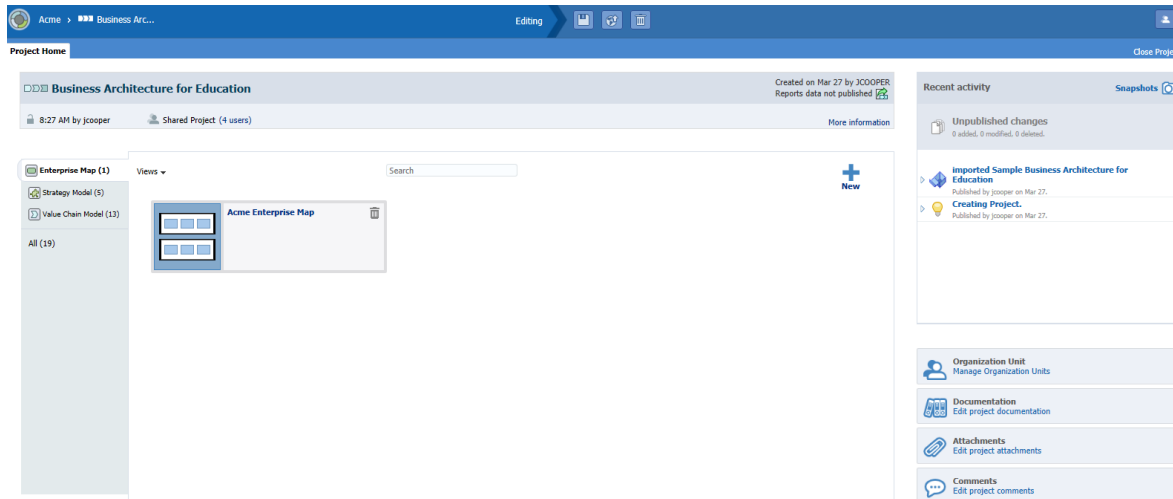 Acme › Business Arc...
Editing
Project Home
Close Proje
Business Architecture for Education
Created on Mar 27 by JCOOPER
Reports data not published
8:27 AM by jcooper
Shared Project (4 users)
More information
Enterprise Map (1)
Strategy Model (5)
Value Chain Model (13)
All (19)
Views
Search
New
Acme Enterprise Map
Recent activity
Snapshots
Unpublished changes
0 added, 0 modified, 0 deleted.
imported Sample Business Architecture for
Education
Published by jcooper on Mar 27.
Creating Project.
Published by jcooper on Mar 27.
Organization Unit
Manage Organization Units
Documentation
Edit project documentation
Attachments
Edit project attachments
Comments
Edit project comments